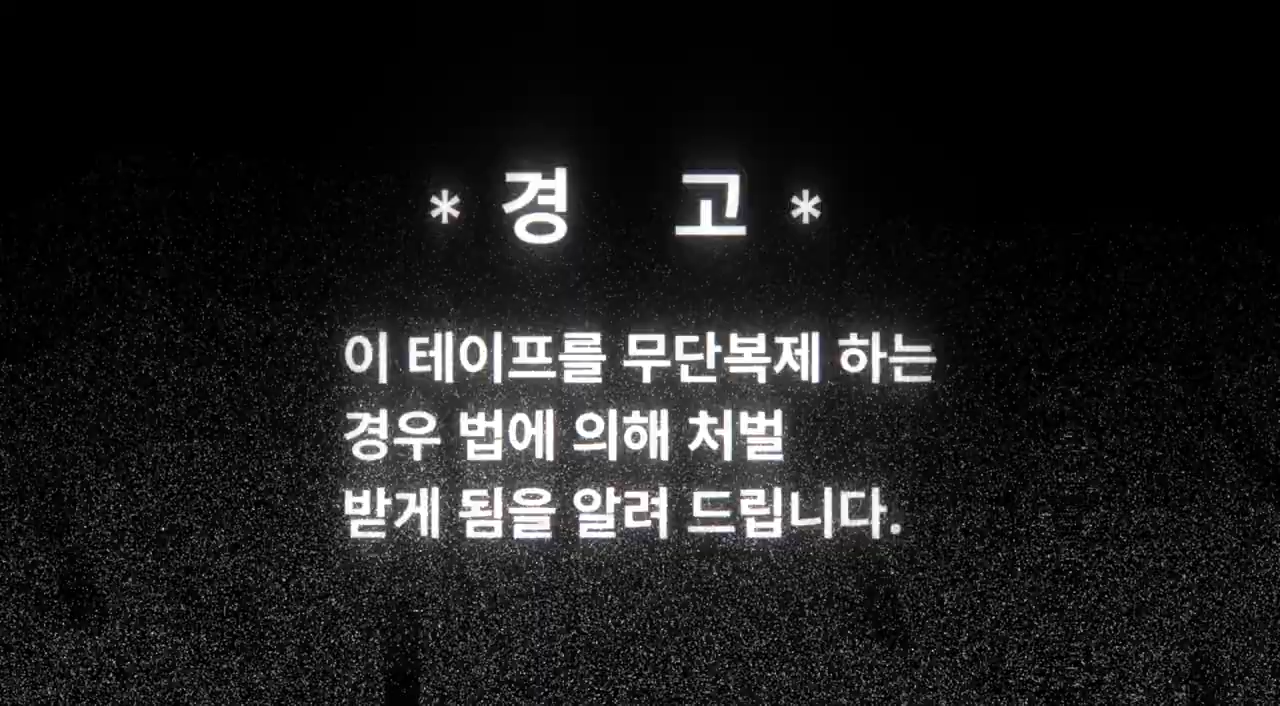 * 경 고 *
이 테이프를 무단복제 하는
경우 법에 의해 처벌
받게 됨을 알려 드립니다.